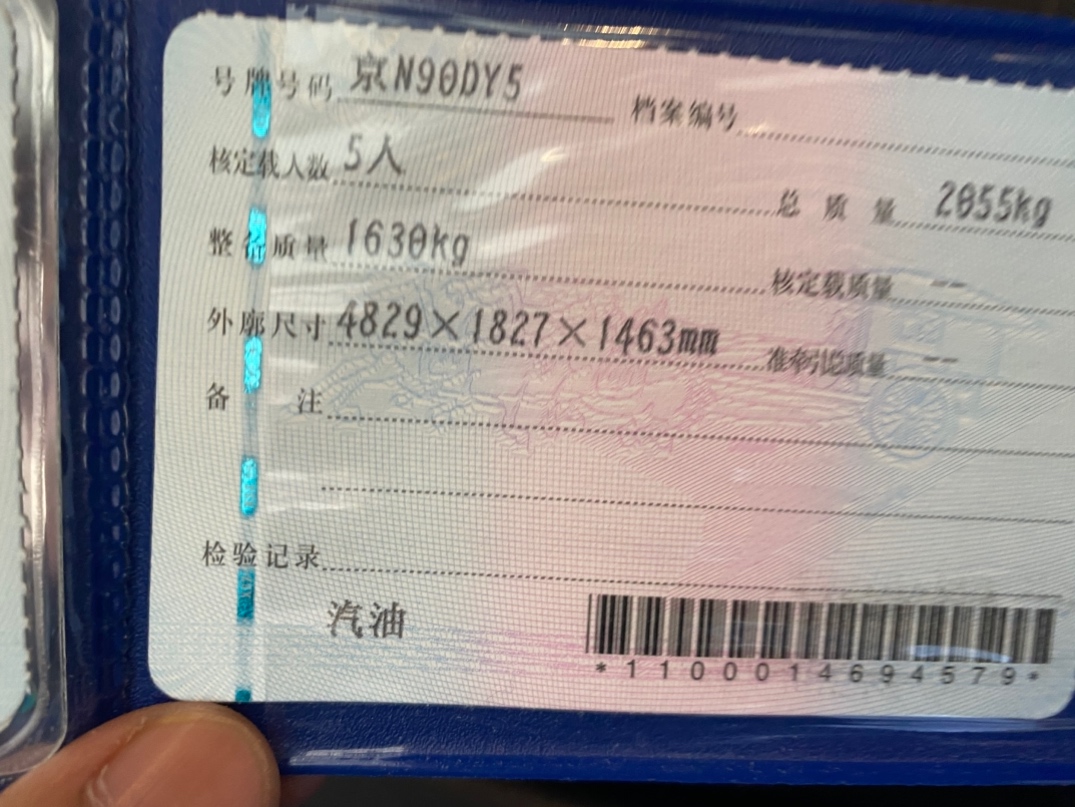 号牌号码 京N90DY5 档案编号
核定载人数 5人 总质量 2055kg
整备质量 1630kg 核定载质量 --
外廓尺寸 4829×1827×1463mm 准牵引总质量 --
备注
检验记录
汽油
*1100014694579*